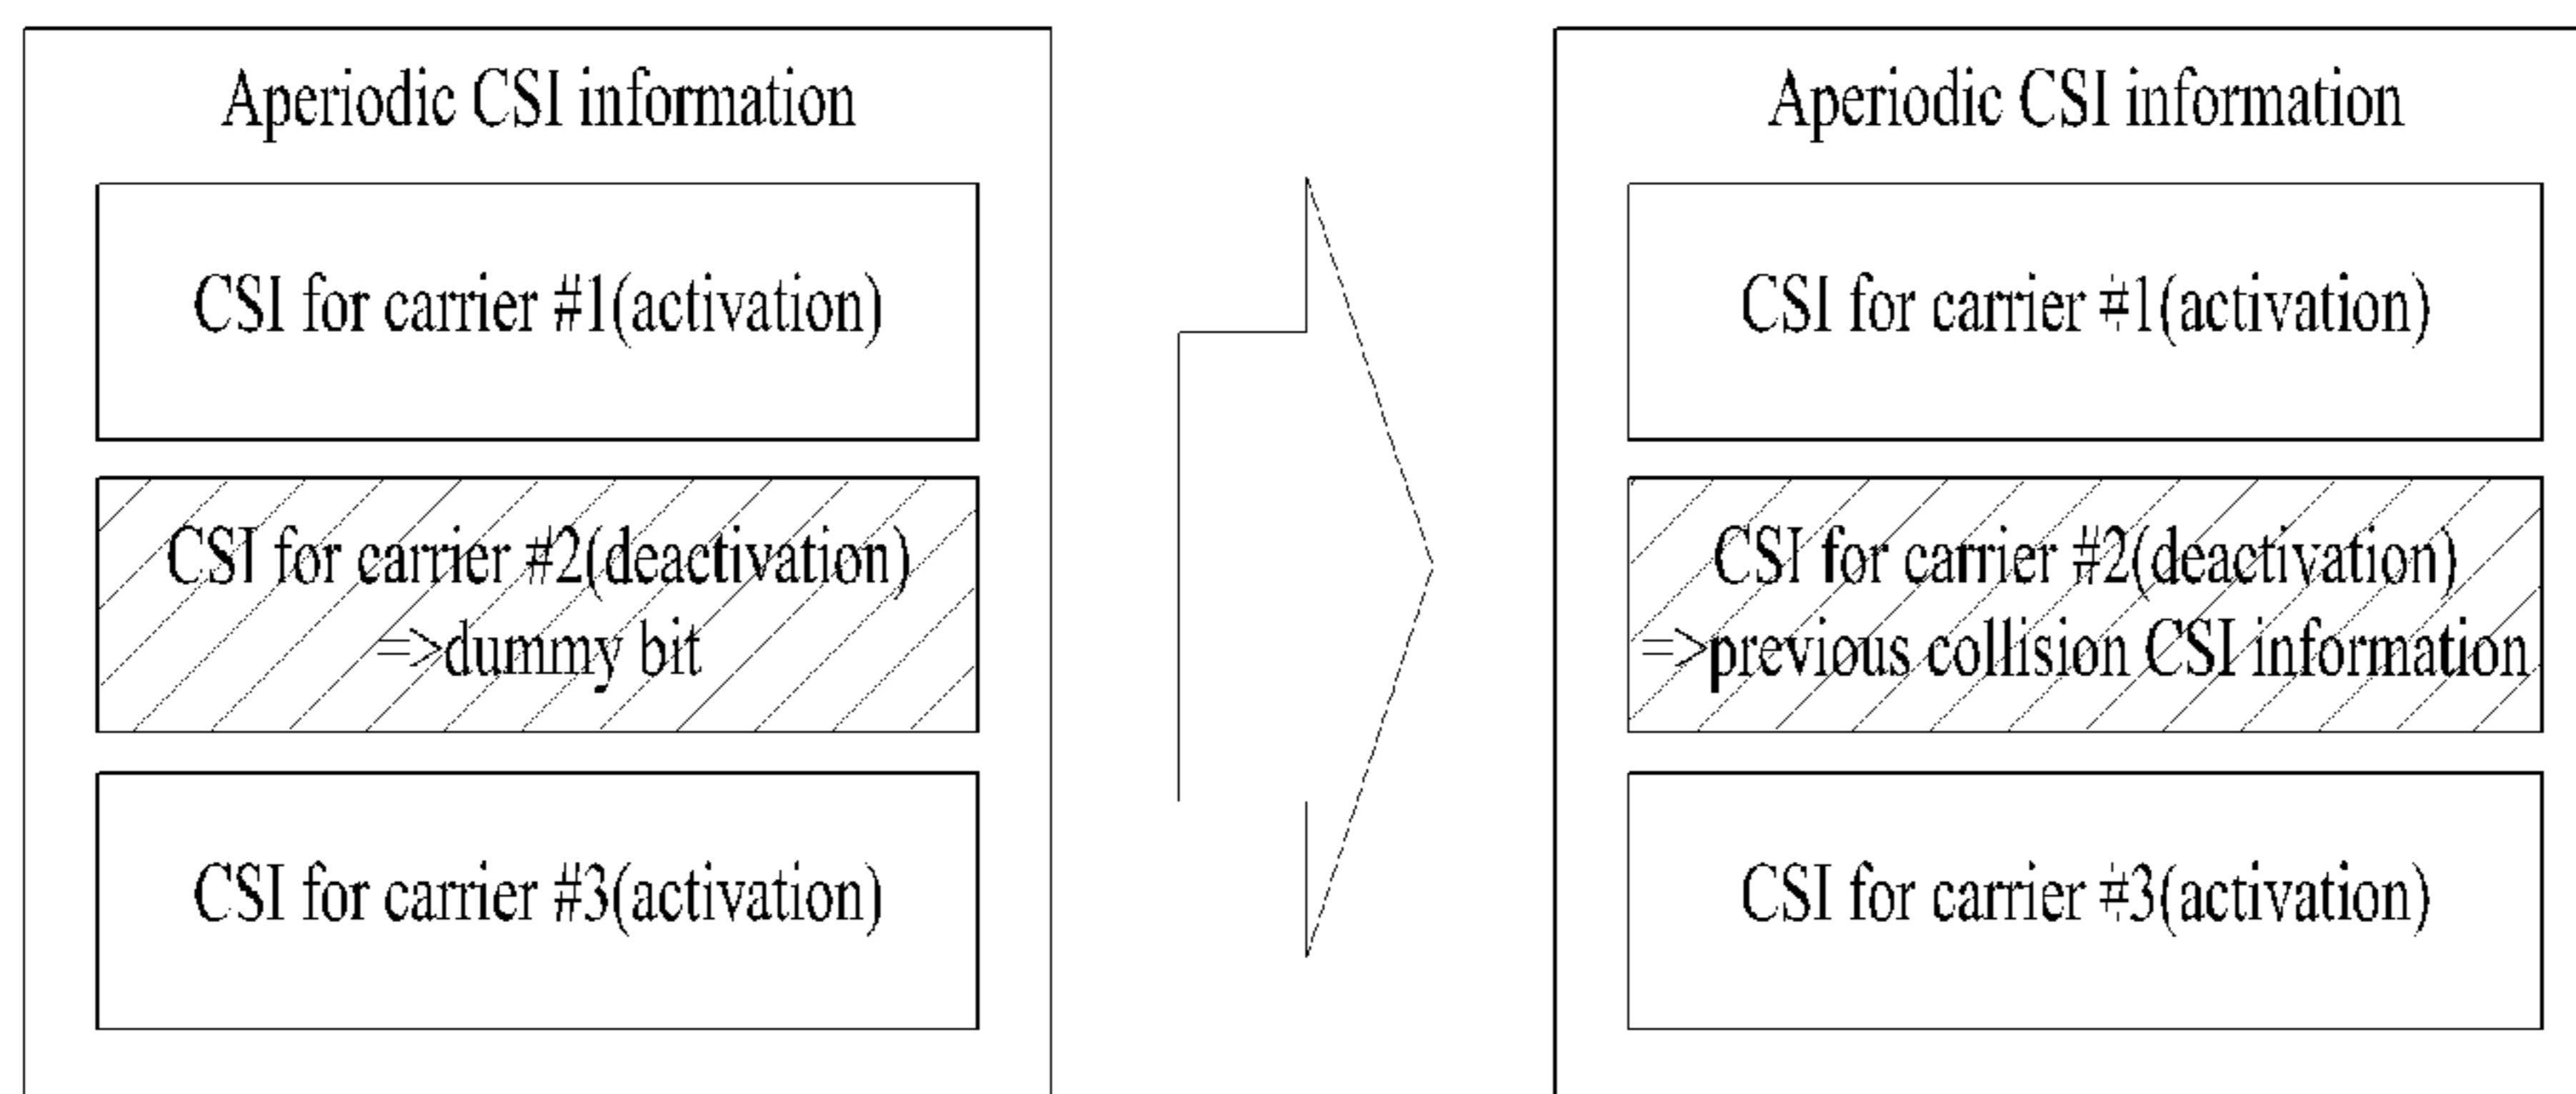 Aperiodic CSI information
CSI for carrier #1(activation)
CSI for carrier #2(deactivation)
=>dummy bit
CSI for carrier #3(activation)
Aperiodic CSI information
CSI for carrier #1(activation)
CSI for carrier #2(deactivation)
=>previous collision CSI information
CSI for carrier #3(activation)